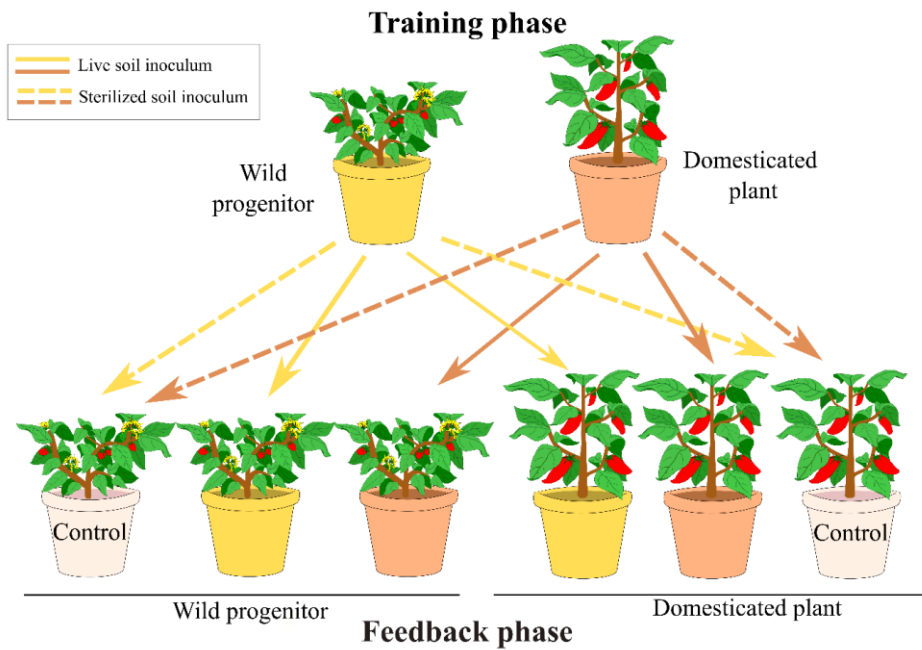 Training phase
Live soil inoculum
Sterilized soil inoculum
Wild
progenitor
Domesticated
plant
Control
Control
Wild progenitor
Domesticated plant
Feedback phase